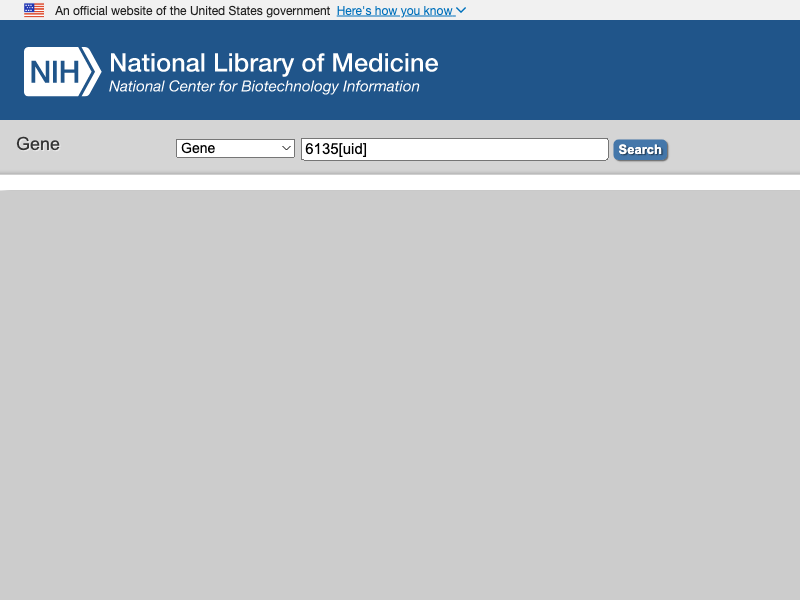 An official website of the United States government Here's how you know
NIH National Library of Medicine
National Center for Biotechnology Information
Gene Gene 6135[uid] Search